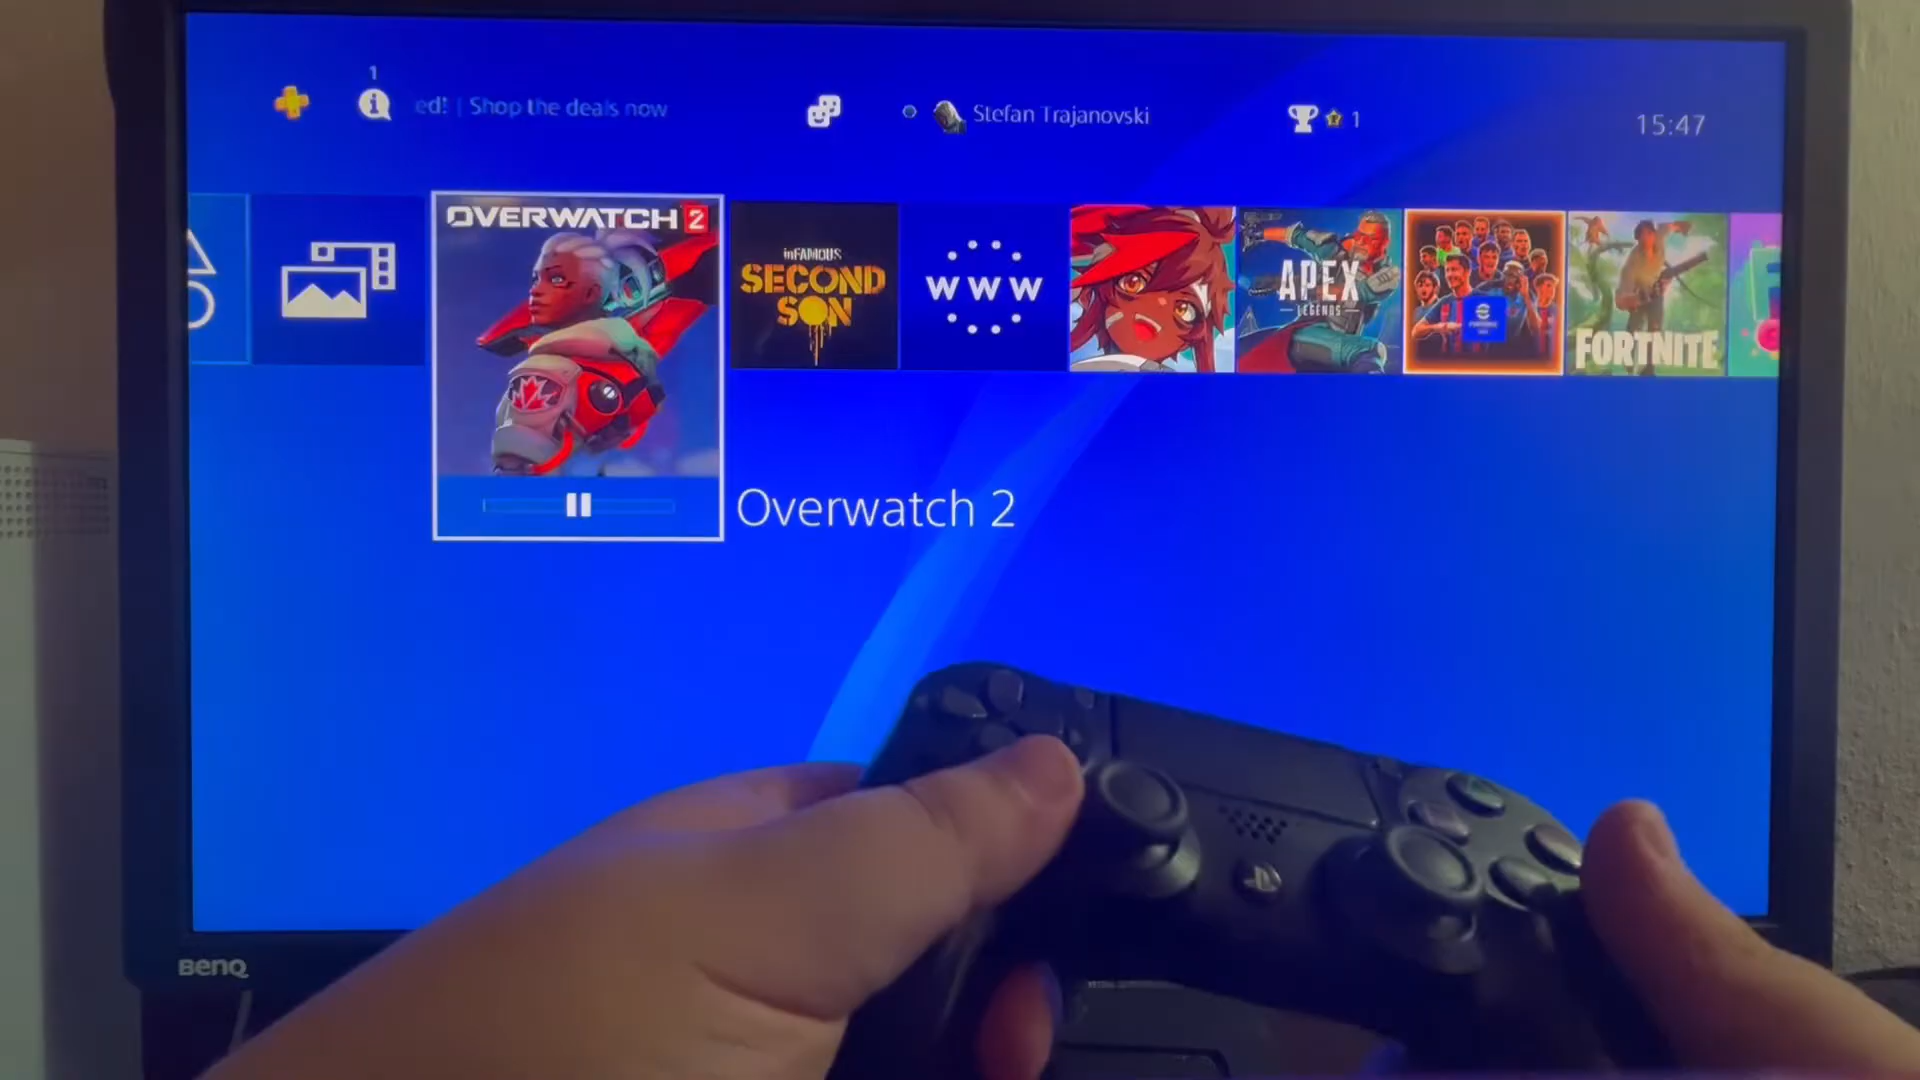 1
ed! | Shop the deals now
Stefan Trajanovski
1
15:47
OVERWATCH 2
inFAMOUS
SECOND
SON
WWW
APEX
LEGENDS
FORTNITE
Overwatch 2
BenQ